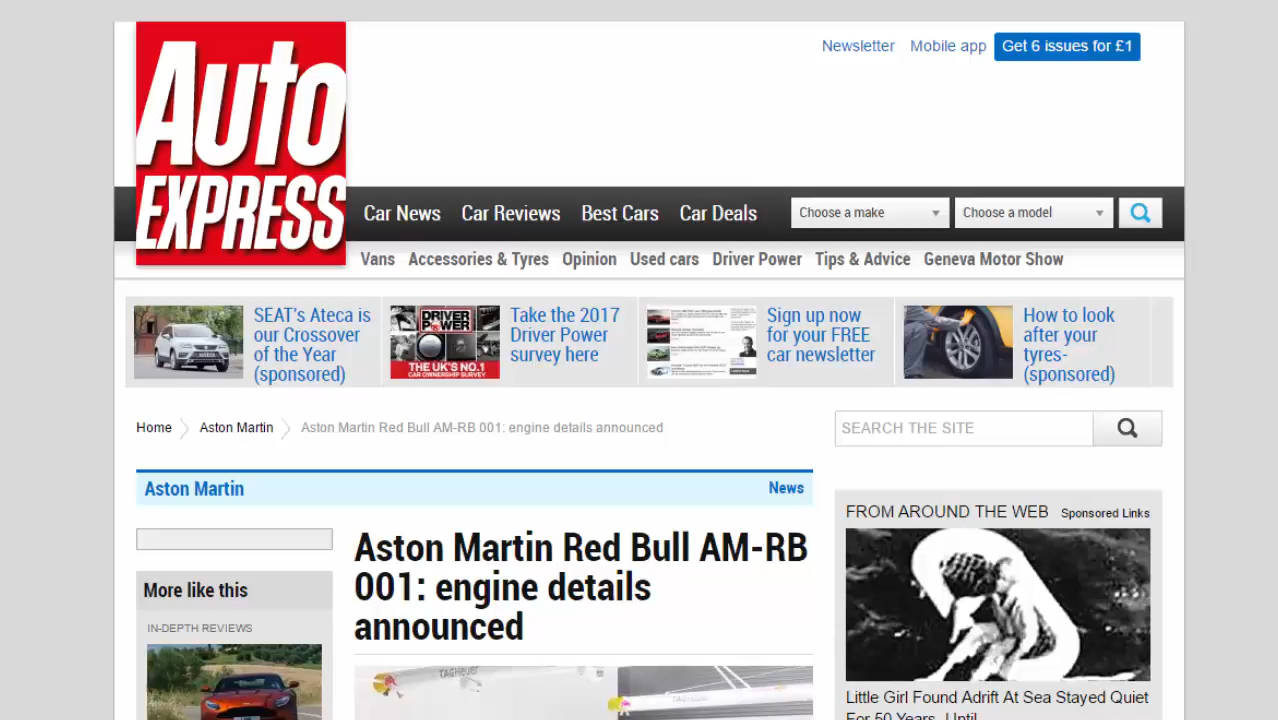 Auto
EXPRESS
Newsletter Mobile app Get 6 issues for £1
Car News Car Reviews Best Cars Car Deals Choose a make Choose a model
Vans Accessories & Tyres Opinion Used cars Driver Power Tips & Advice Geneva Motor Show
SEAT's Ateca is
our Crossover
of the Year
(sponsored)
DRIVER
POWER
THE UK'S NO.1
CAR OWNERSHIP SURVEY
Take the 2017
Driver Power
survey here
Sign up now
for your FREE
car newsletter
How to look
after your
tyres-
(sponsored)
Home Aston Martin Aston Martin Red Bull AM-RB 001: engine details announced
SEARCH THE SITE
Aston Martin News
More like this
IN-DEPTH REVIEWS
Aston Martin Red Bull AM-RB
001: engine details
announced
TAGHeuer
FROM AROUND THE WEB Sponsored Links
Little Girl Found Adrift At Sea Stayed Quiet
For 50 Years, Until